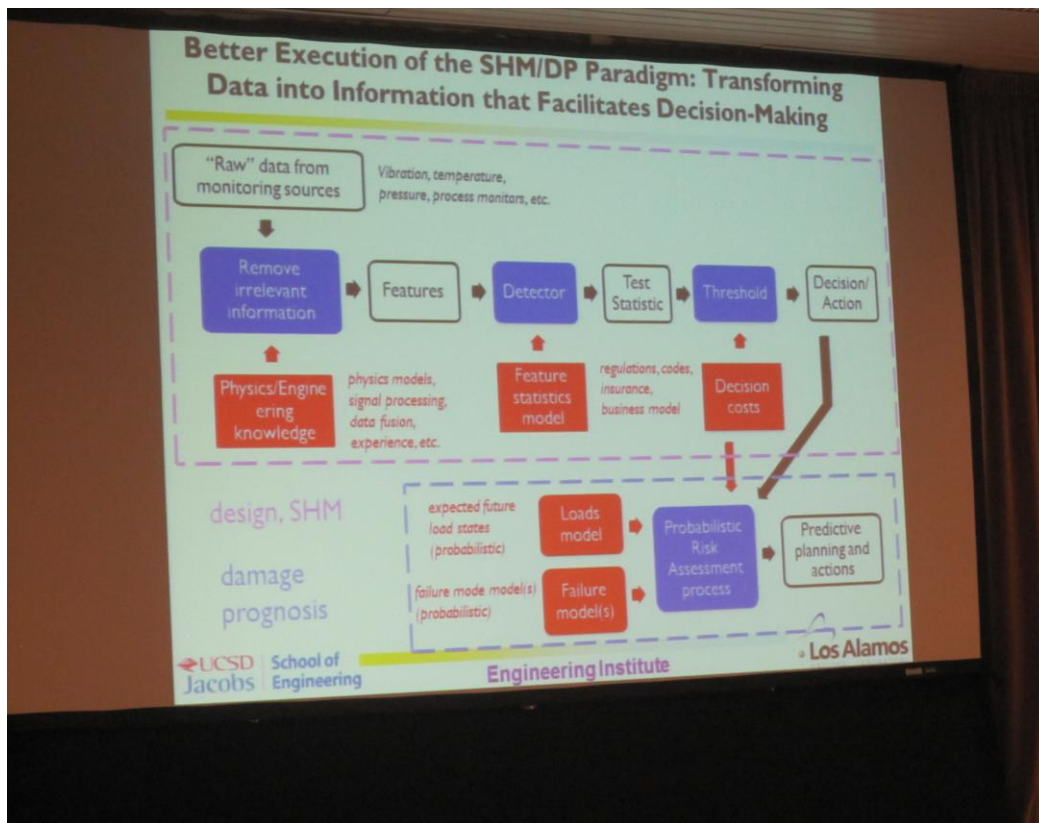 Better Execution of the SHM/DP Paradigm: Transforming
Data into Information that Facilitates Decision-Making
"Raw" data from
monitoring sources
Vibration, temperature,
pressure, process monitors, etc.
Remove
irrelevant
information
Features
Detector
Test
Statistic
Threshold
Decision/
Action
Physics/Engine
ering
knowledge
physics models,
signal processing,
data fusion,
experience, etc.
Feature
statistics
model
regulations, codes,
insurance,
business model
Decision
costs
design, SHM
damage
prognosis
expected future
load states
(probabilistic)
Loads
model
failure mode model(s)
(probabilistic)
Failure
model(s)
Probabilistic
Risk
Assessment
process
Predictive
planning and
actions
UCSD
Jacobs
School of
Engineering
Engineering Institute
Los Alamos